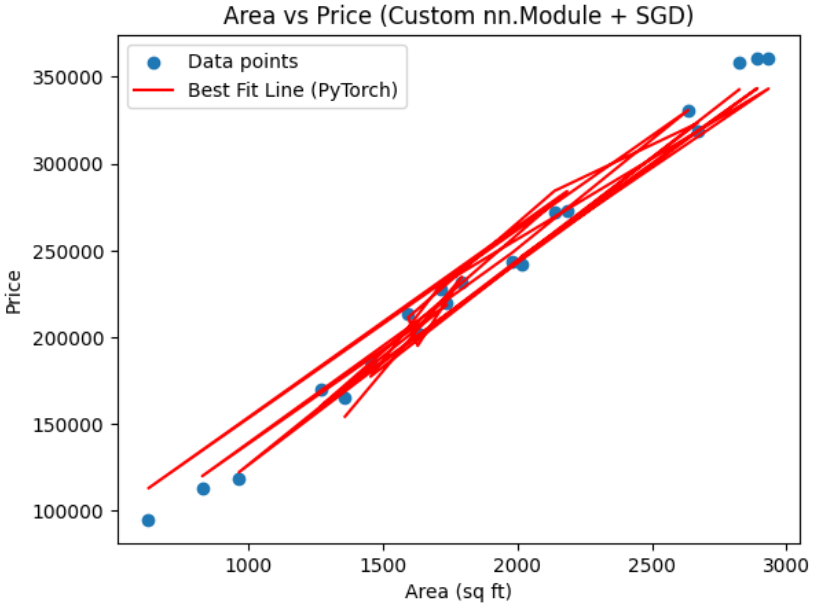 Area vs Price (Custom nn.Module + SGD)
Data points
Best Fit Line (PyTorch)
350000
300000
250000
200000
150000
100000
Price
1000 1500 2000 2500 3000
Area (sq ft)